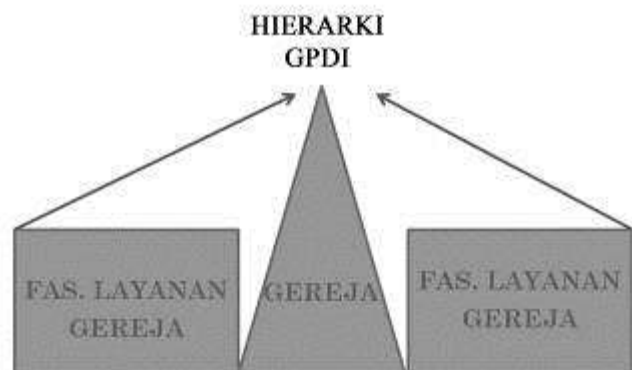 HIERARKI
GPDI
FAS. LAYANAN
GEREJA
GEREJA
FAS. LAYANAN
GEREJA